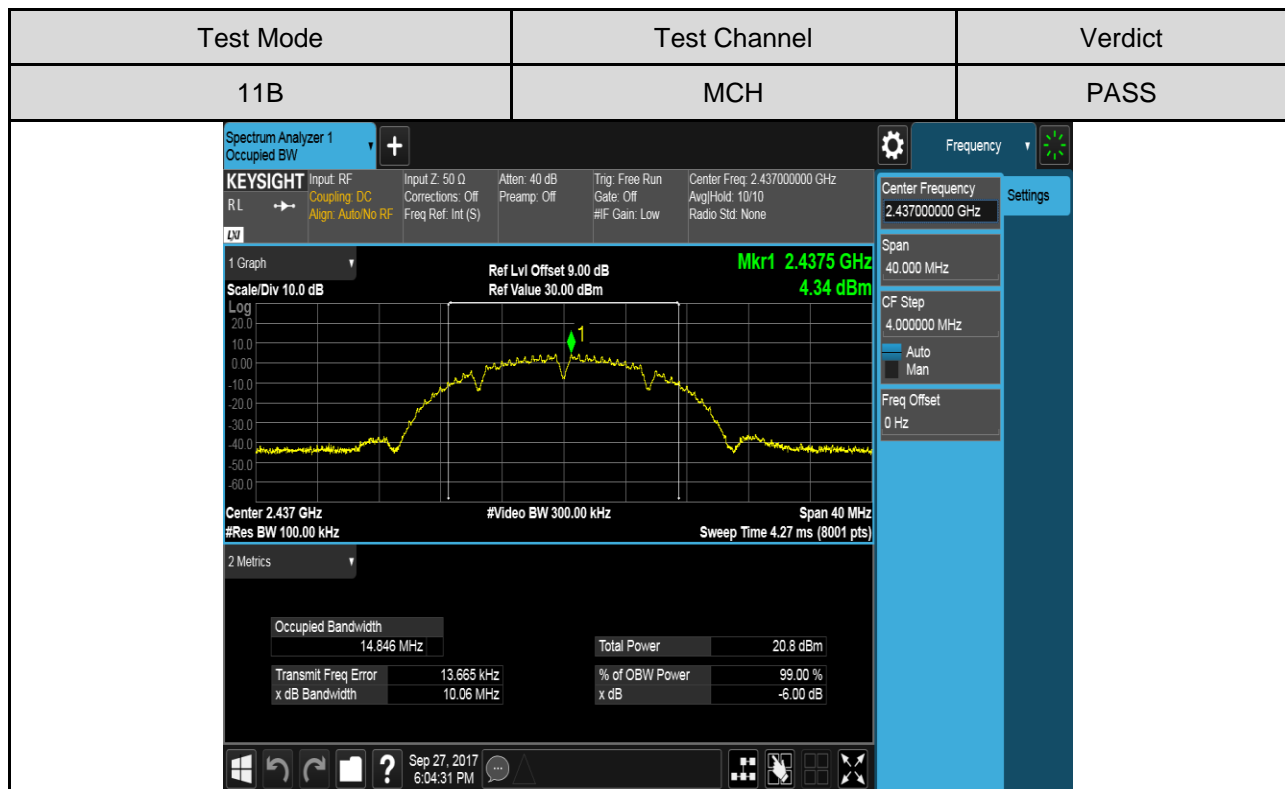 Test Mode Test Channel Verdict
11B MCH PASS
Spectrum Analyzer 1
Occupied BW
+
Frequency
KEYSIGHT Input: RF Input Z: 50 Ω Atten: 40 dB Trig: Free Run Center Freq: 2.437000000 GHz
R L Coupling: DC Corrections: Off Preamp: Off Gate: Off Avg|Hold: 10/10
Align: Auto/No RF Freq Ref: Int (S) #IF Gain: Low Radio Std: None
LXI
Center Frequency
2.437000000 GHz
Settings
Span
40.000 MHz
CF Step
4.000000 MHz
Auto
Man
Freq Offset
0 Hz
1 Graph Ref Lvl Offset 9.00 dB Mkr1 2.4375 GHz
Scale/Div 10.0 dB Ref Value 30.00 dBm 4.34 dBm
Log
20.0
10.0
1
0.00
-10.0
-20.0
-30.0
-40.0
-50.0
-60.0
Center 2.437 GHz #Video BW 300.00 kHz Span 40 MHz
#Res BW 100.00 kHz Sweep Time 4.27 ms (8001 pts)
2 Metrics
Occupied Bandwidth
14.846 MHz Total Power 20.8 dBm
Transmit Freq Error 13.665 kHz % of OBW Power 99.00 %
x dB Bandwidth 10.06 MHz x dB -6.00 dB
? Sep 27, 2017
6:04:31 PM